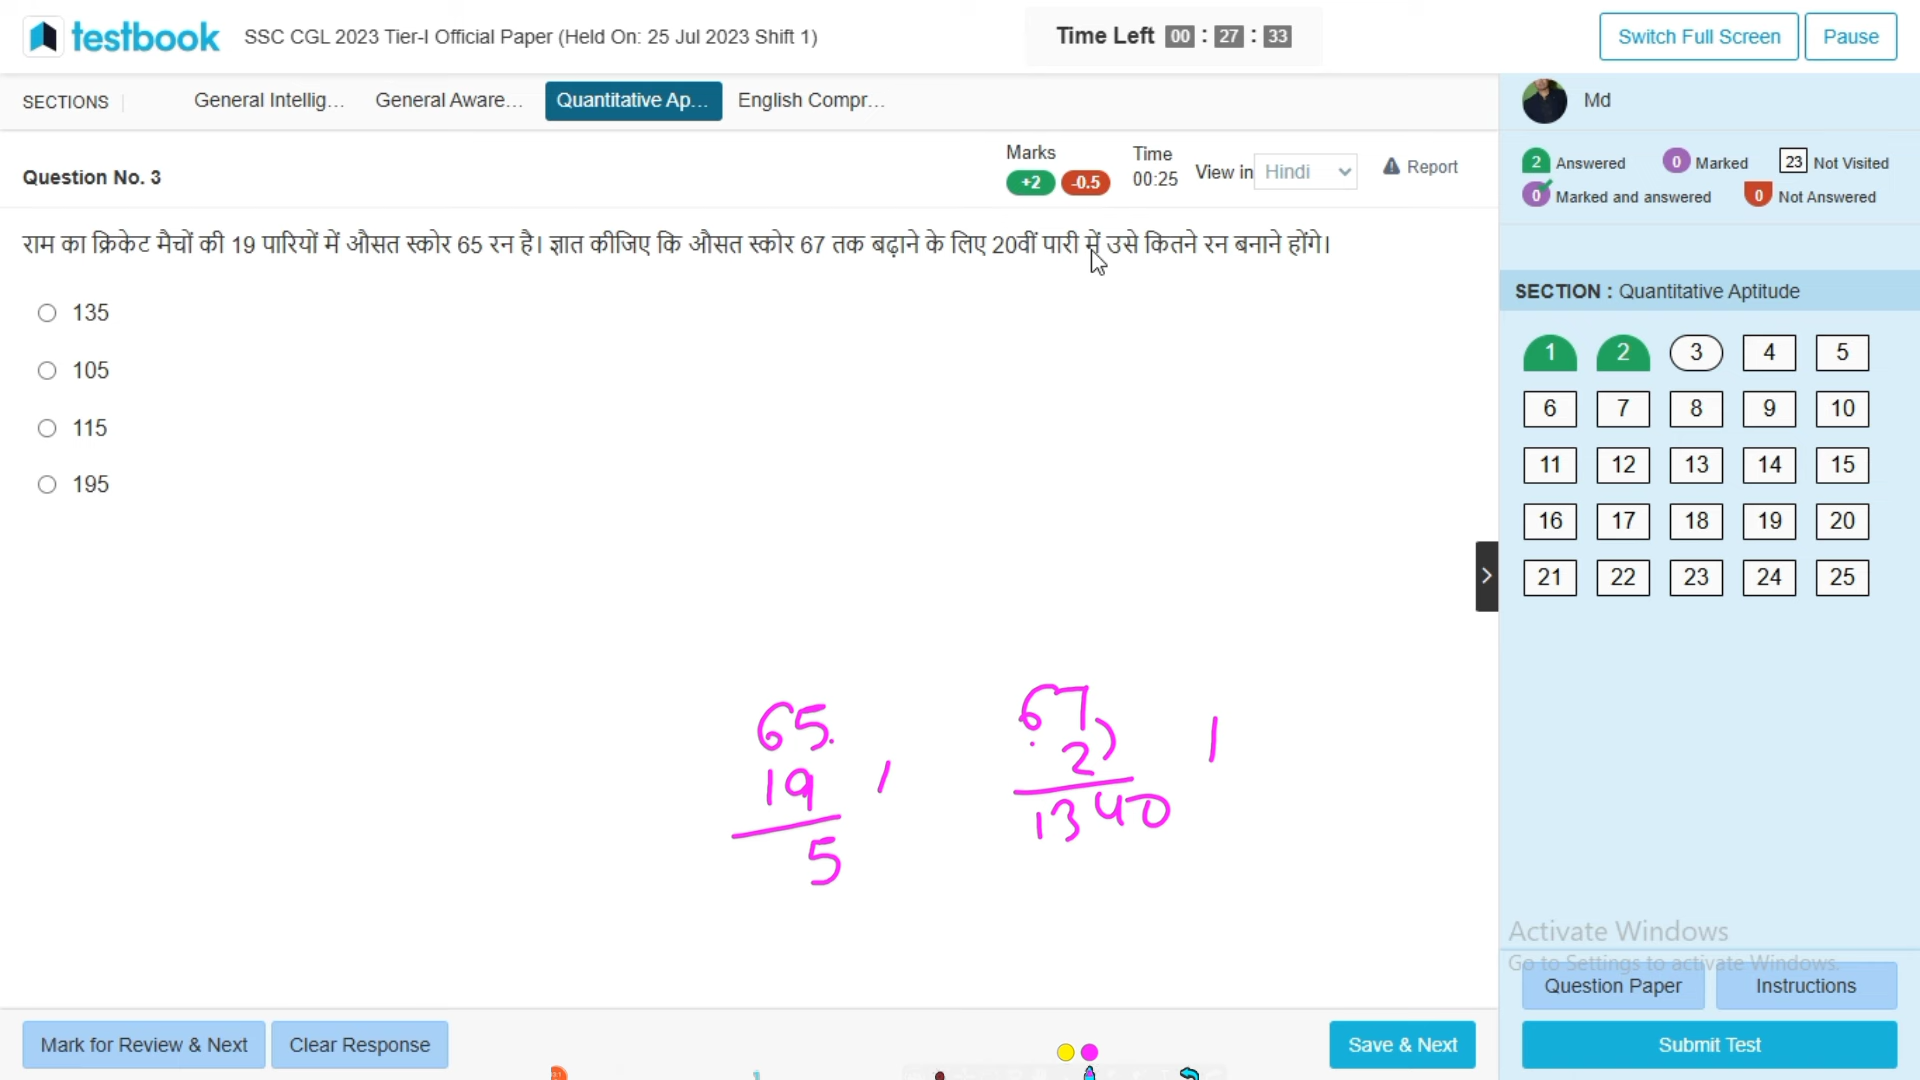 testbook SSC CGL 2023 Tier-I Official Paper (Held On: 25 Jul 2023 Shift 1) Time Left 00 : 27 : 33 Switch Full Screen Pause
SECTIONS General Intellig... General Aware... Quantitative Ap... English Compr...
Md
Question No. 3
Marks
+2 -0.5
Time
00:25
View in Hindi
Report
2 Answered 0 Marked 23 Not Visited
0 Marked and answered 0 Not Answered
राम का क्रिकेट मैचों की 19 पारियों में औसत स्कोर 65 रन है। ज्ञात कीजिए कि औसत स्कोर 67 तक बढ़ाने के लिए 20वीं पारी में उसे कितने रन बनाने होंगे।
135
105
115
195
SECTION : Quantitative Aptitude
1 2 3 4 5
6 7 8 9 10
11 12 13 14 15
16 17 18 19 20
21 22 23 24 25
65
19
5
67
2
1340
Activate Windows
Go to Settings to activate Windows.
Question Paper Instructions
Mark for Review & Next Clear Response Save & Next Submit Test